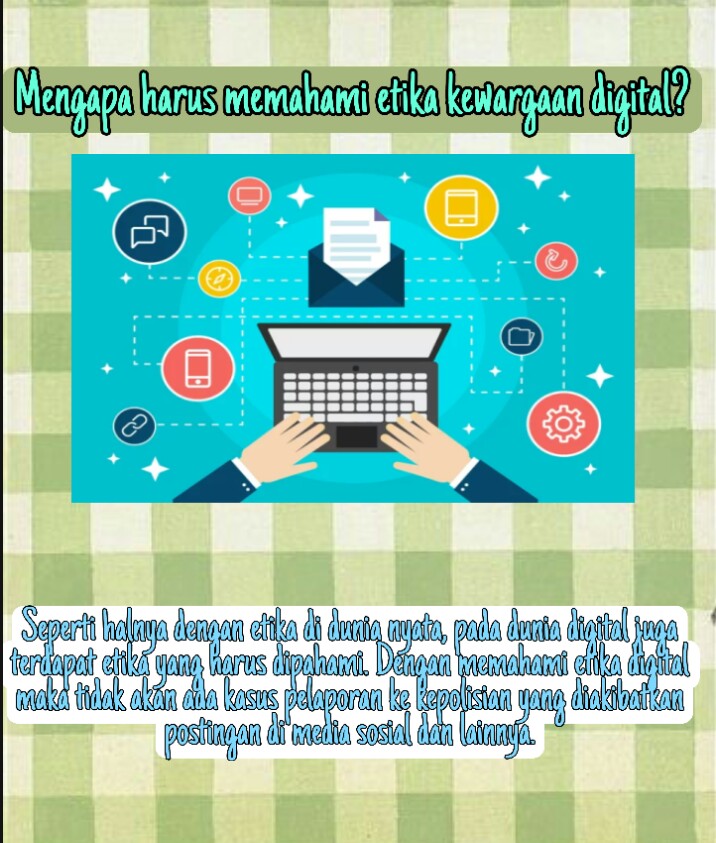 Mengapa harus memahami etika kewargaan digital?
Seperti halnya dengan etika di dunia nyata, pada dunia digital juga
terdapat etika yang harus dipahami. Dengan memahami etika digital
maka tidak akan ada kasus pelaporan ke kepolisian yang diakibatkan
postingan di media sosial dan lainnya.